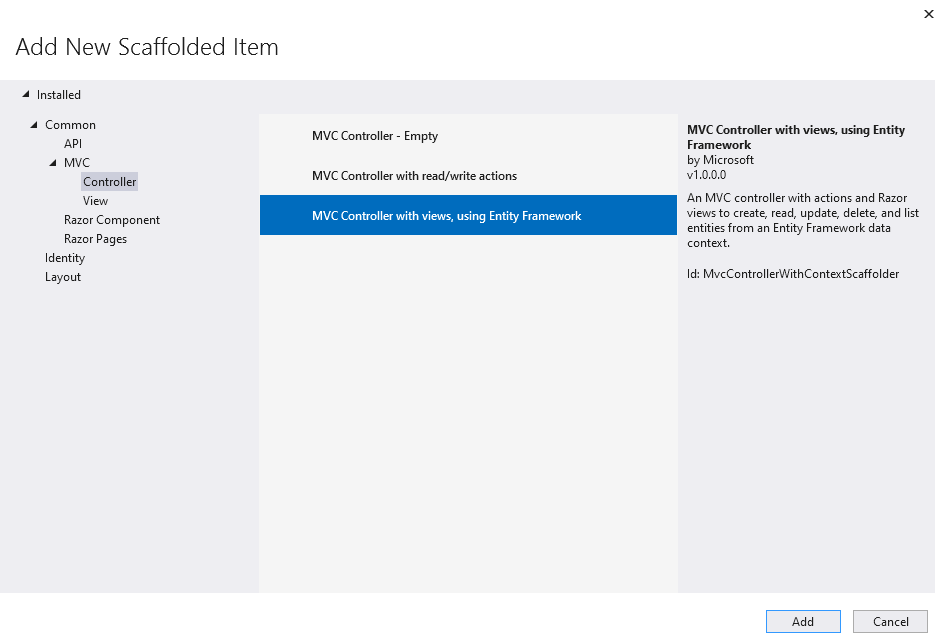 Add New Scaffolded Item
Installed
Common
API
MVC
Controller
View
Razor Component
Razor Pages
Identity
Layout
MVC Controller - Empty
MVC Controller with read/write actions
MVC Controller with views, using Entity Framework
MVC Controller with views, using Entity
Framework
by Microsoft
v1.0.0.0
An MVC controller with actions and Razor
views to create, read, update, delete, and list
entities from an Entity Framework data
context.
Id: MvcControllerWithContextScaffolder
Add
Cancel